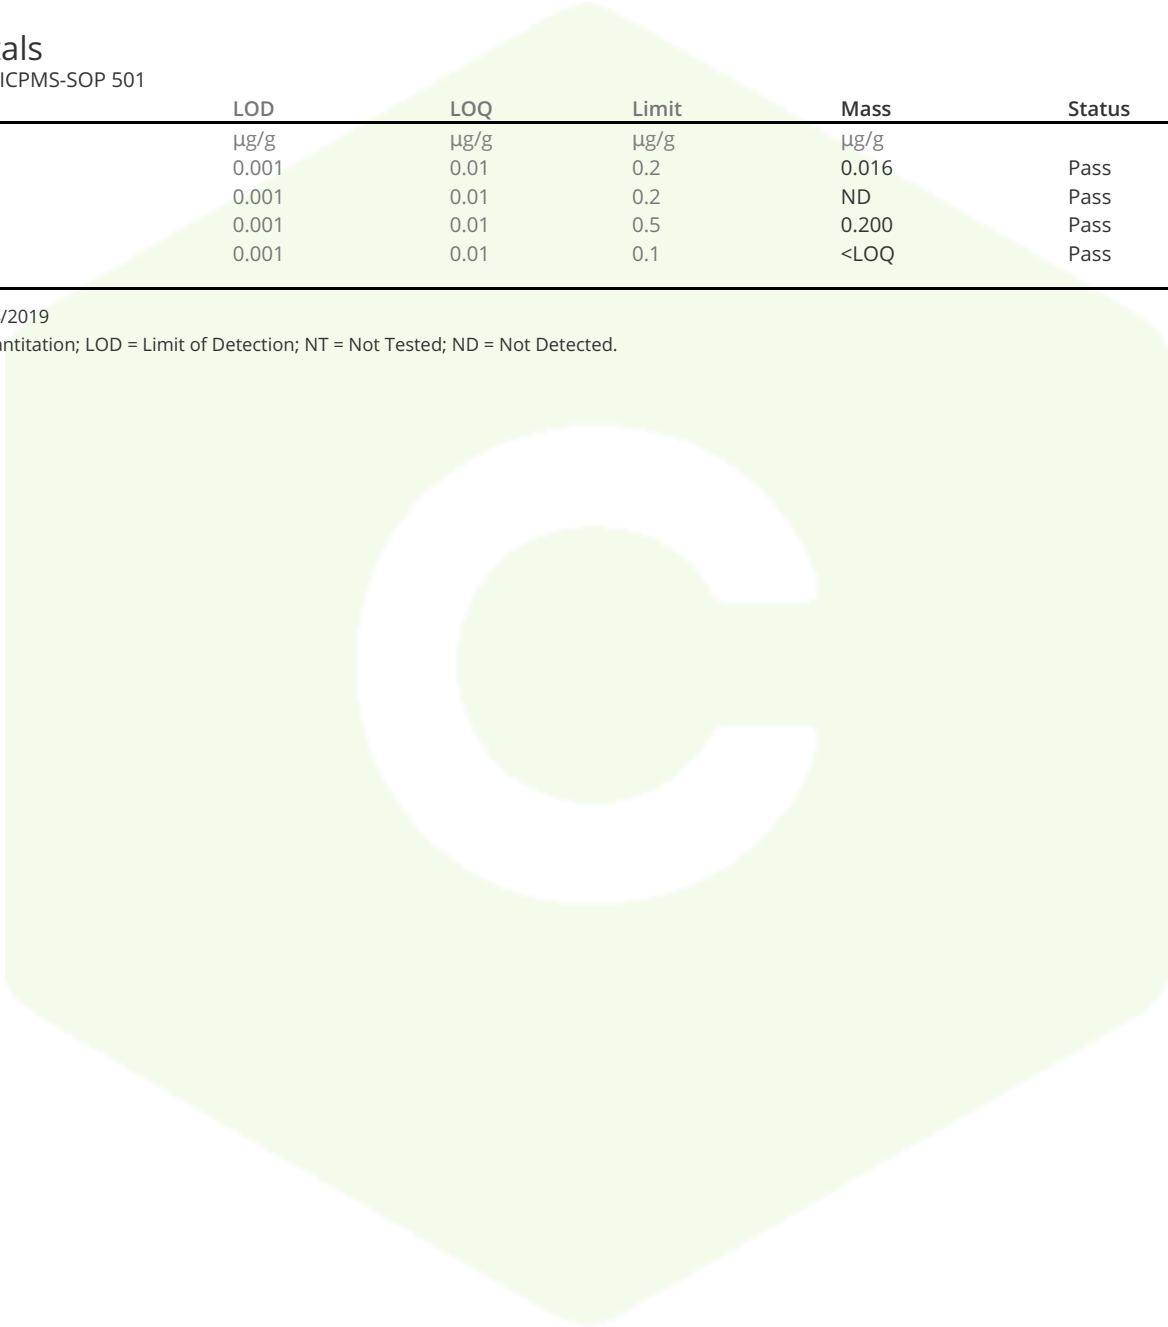 tals
ICPMS-SOP 501
LOD LOQ Limit Mass Status
µg/g µg/g µg/g µg/g
0.001 0.01 0.2 0.016 Pass
0.001 0.01 0.2 ND Pass
0.001 0.01 0.5 0.200 Pass
0.001 0.01 0.1 <LOQ Pass
/2019
ntitation; LOD = Limit of Detection; NT = Not Tested; ND = Not Detected.
C